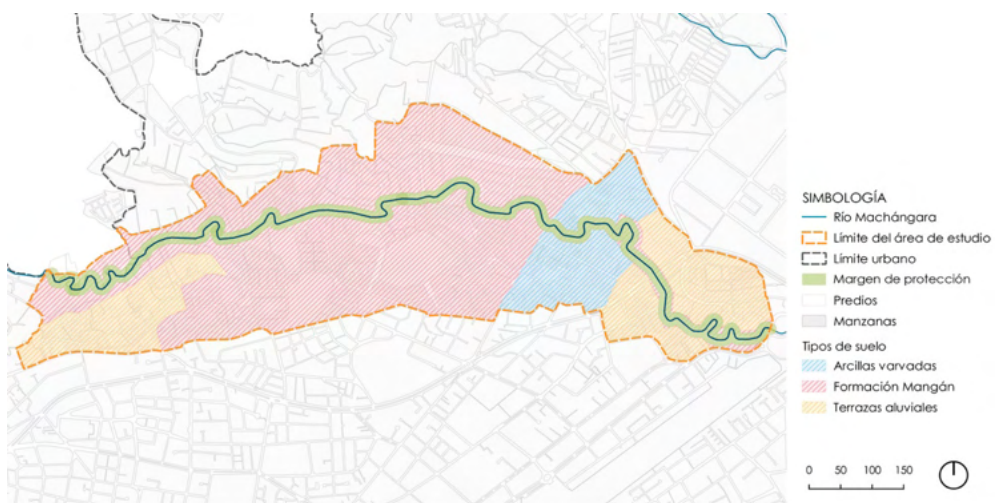 SIMBOLOGÍA
Río Machángara
Límite del área de estudio
Límite urbano
Margen de protección
Predios
Manzanas
Tipos de suelo
Arcillas varvadas
Formación Mangán
Terrazas aluviales
0 50 100 150